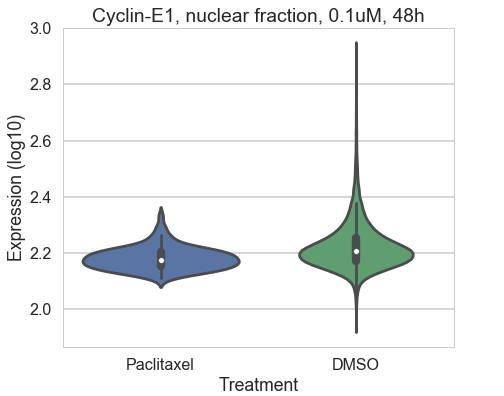 Cyclin-E1, nuclear fraction, 0.1uM, 48h
3.0
2.8
2.6
2.4
2.2
2.0
Expression (log10)
Paclitaxel DMSO
Treatment